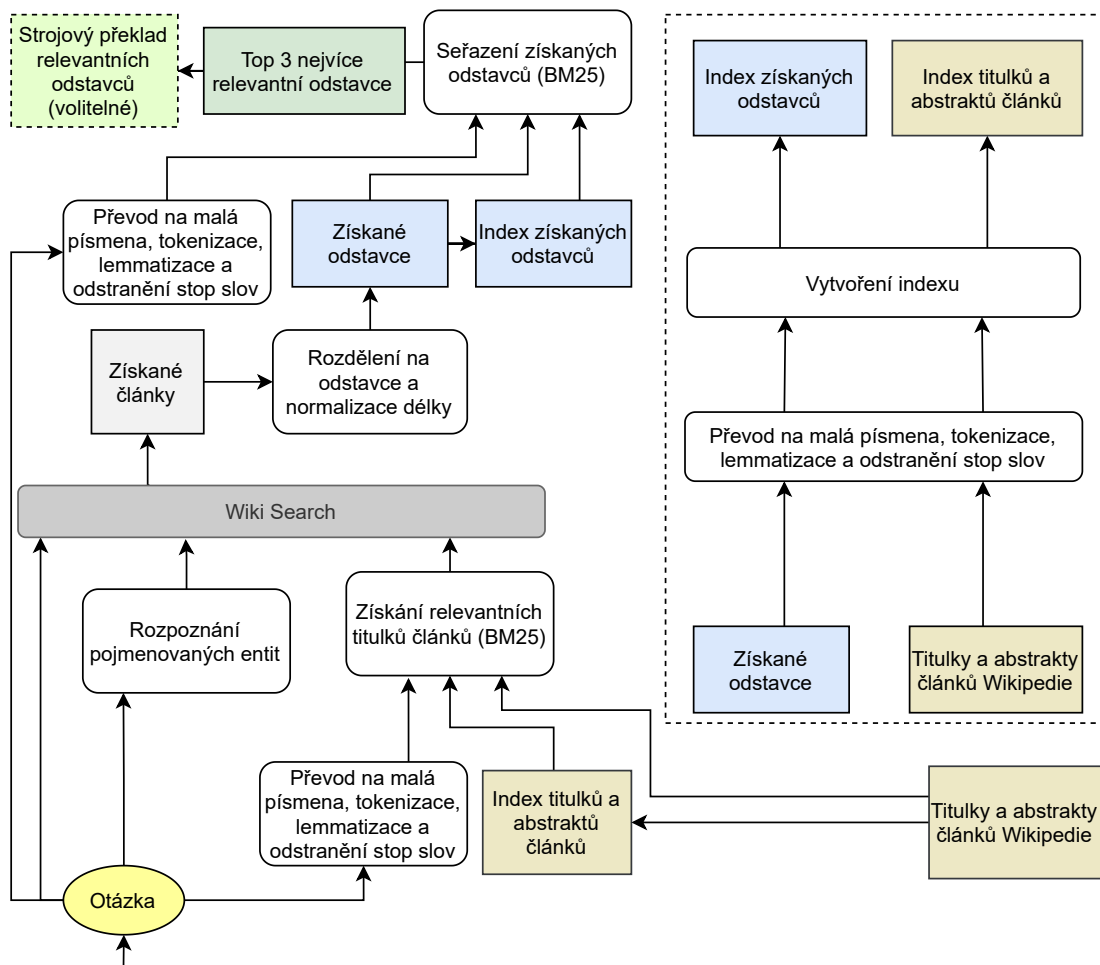 Strojový překlad
relevantních
odstavců
(volitelné)
Top 3 nejvíce
relevantní odstavce
Seřazení získaných
odstavců (BM25)
Index získaných
odstavců
Index titulků a
abstraktů článků
Převod na malá
písmena, tokenizace,
lemmatizace a
odstranění stop slov
Získané
odstavce
Index získaných
odstavců
Vytvoření indexu
Získané
články
Rozdělení na
odstavce a
normalizace délky
Převod na malá písmena, tokenizace,
lemmatizace a odstranění stop slov
Wiki Search
Rozpoznání
pojmenovaných entit
Získání relevantních
titulků článků (BM25)
Získané
odstavce
Titulky a abstrakty
článků Wikipedie
Převod na malá
písmena, tokenizace,
lemmatizace a
odstranění stop slov
Index titulků a
abstraktů
článků
Titulky a abstrakty
článků Wikipedie
Otázka